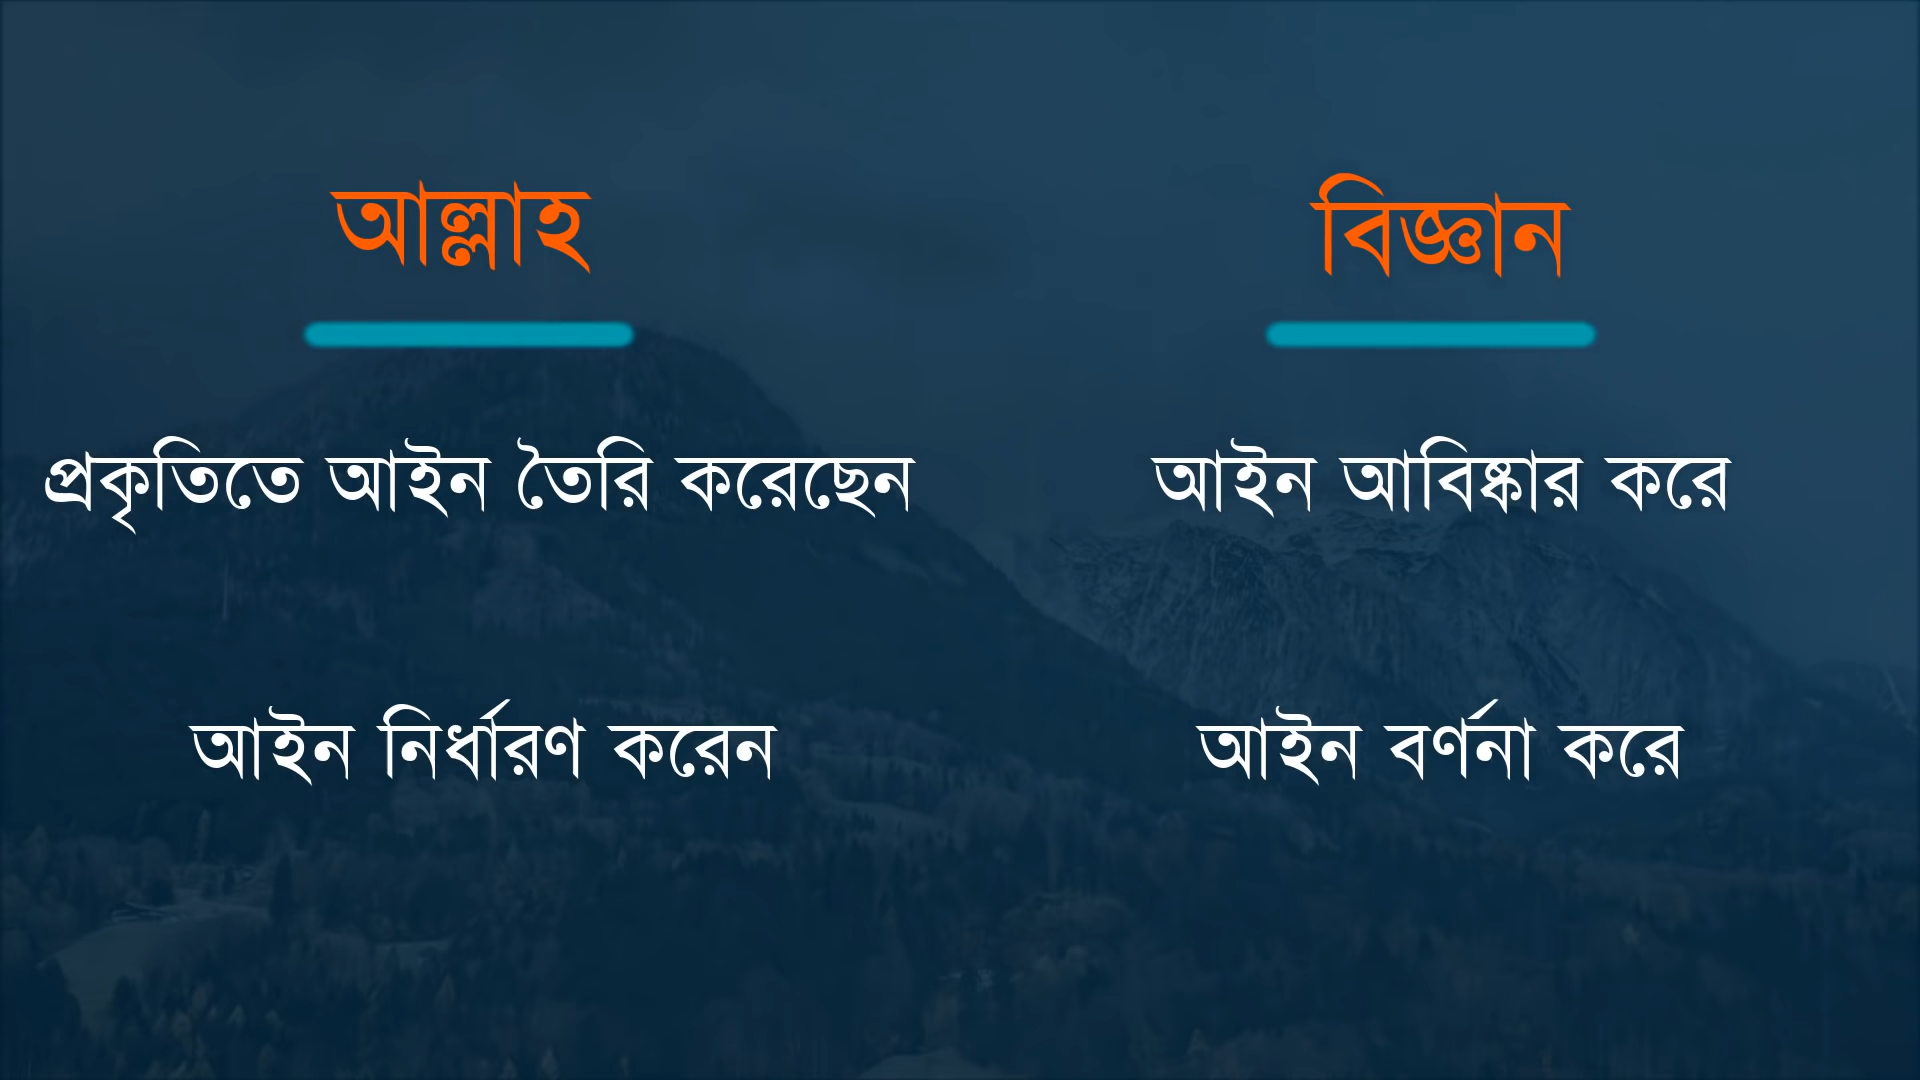 আল্লাহ
বিজ্ঞান
প্রকৃতিতে আইন তৈরি করেছেন
আইন আবিষ্কার করে
আইন নির্ধারণ করেন
আইন বর্ণনা করে